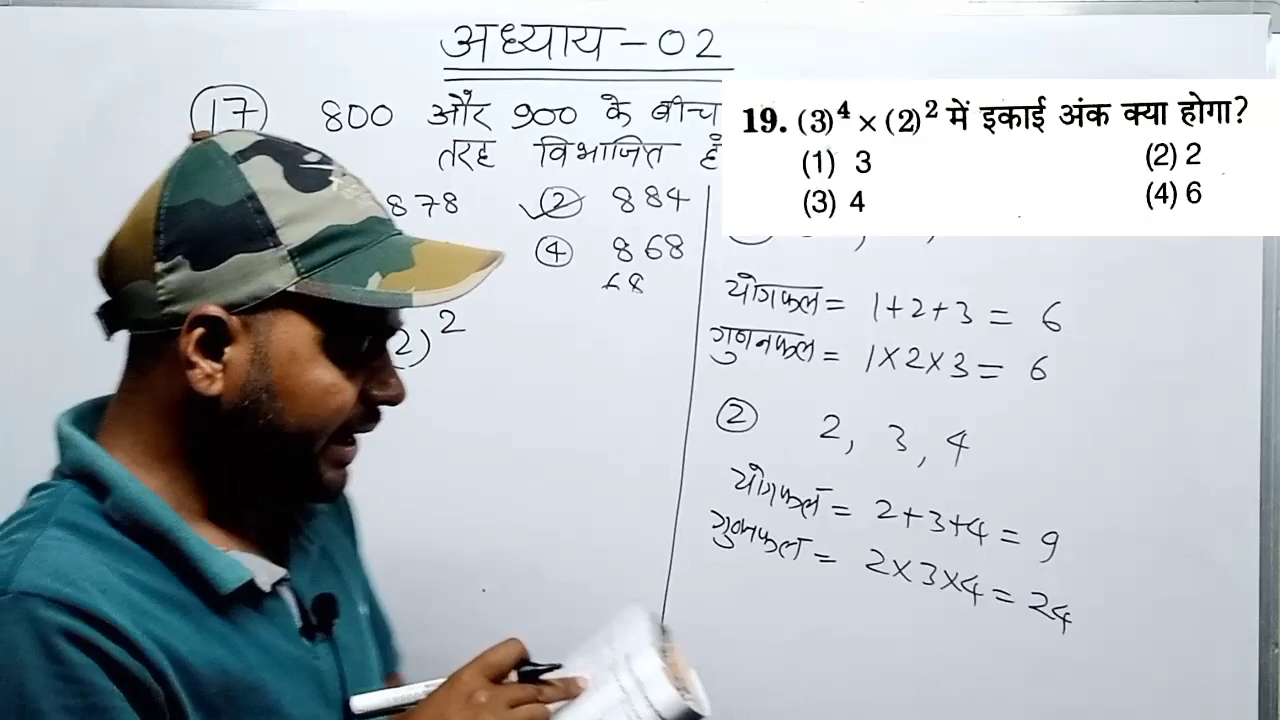 अध्याय - 02
17 800 और 900 के बीच
तरह विभाजित है
878 2 884
4 868
68
2)²
19. (3)⁴ × (2)² में इकाई अंक क्या होगा?
(1) 3 (2) 2
(3) 4 (4) 6
योगफल = 1+2+3 = 6
गुणनफल = 1×2×3 = 6
2 2, 3, 4
योगफल = 2+3+4 = 9
गुणनफल = 2×3×4 = 24